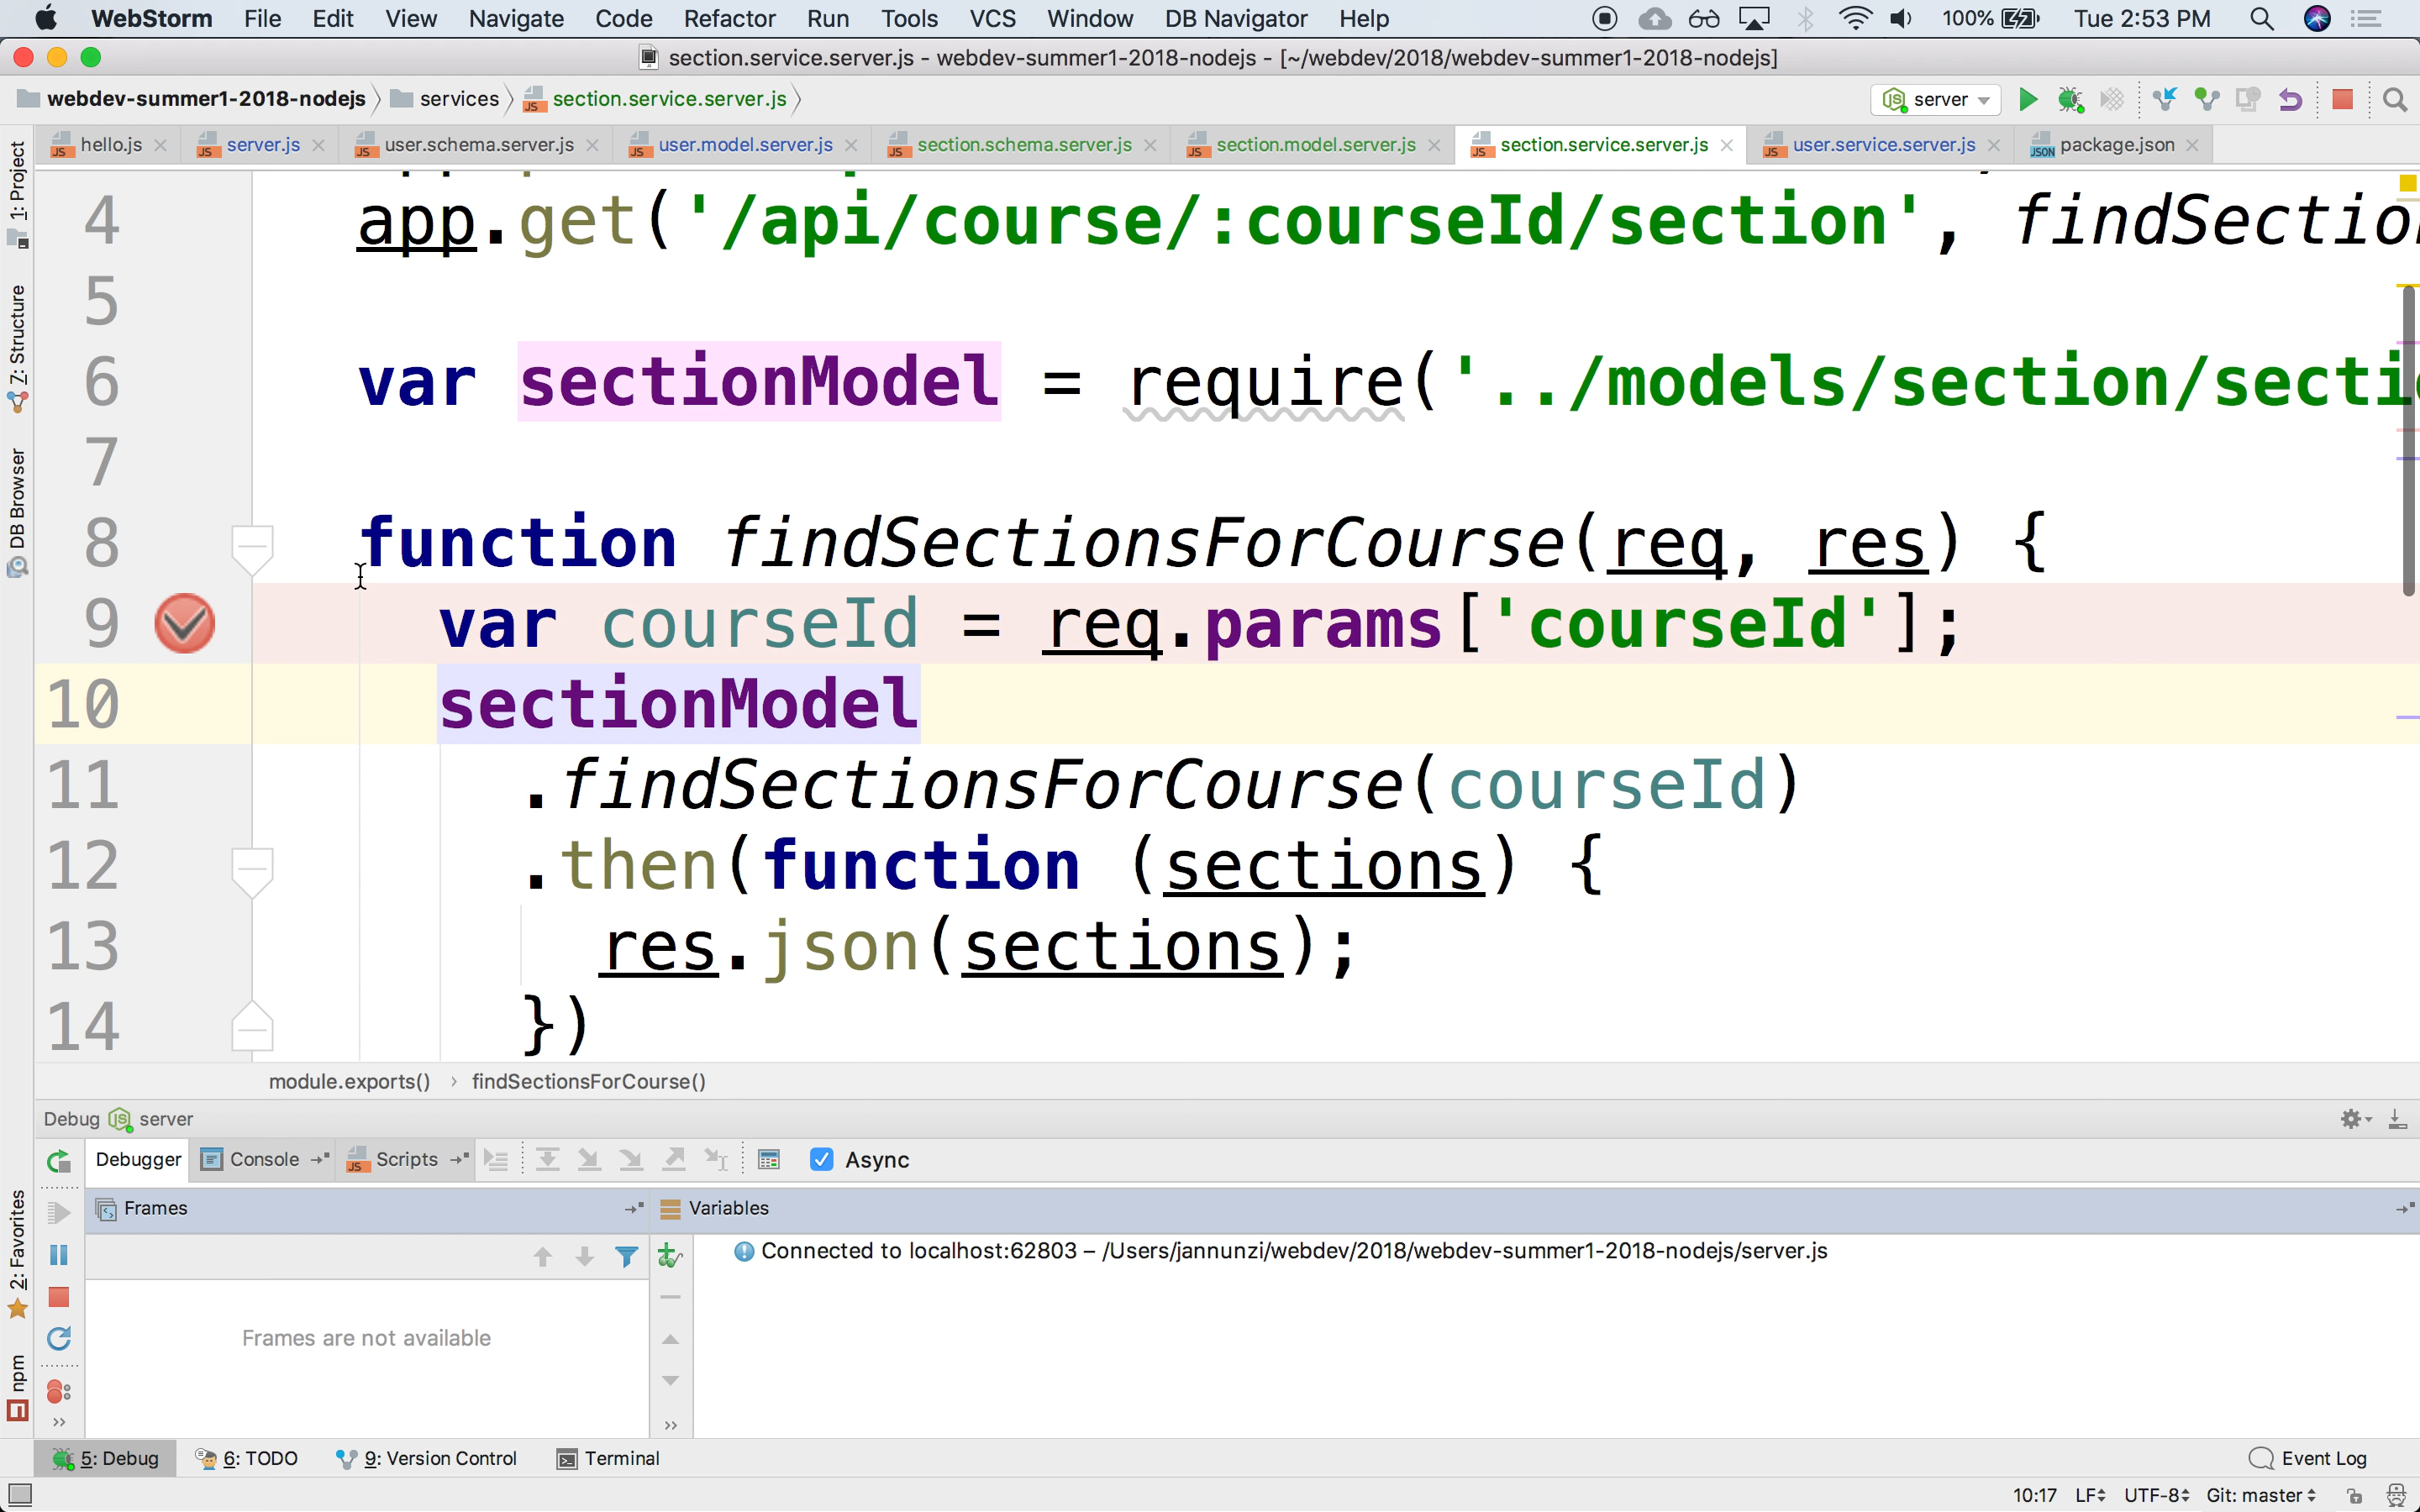 WebStorm File Edit View Navigate Code Refactor Run Tools VCS Window DB Navigator Help 100% Tue 2:53 PM
section.service.server.js - webdev-summer1-2018-nodejs - [~/webdev/2018/webdev-summer1-2018-nodejs]
webdev-summer1-2018-nodejs services section.service.server.js server
hello.js server.js user.schema.server.js user.model.server.js section.schema.server.js section.model.server.js section.service.server.js user.service.server.js package.json
1: Project
7: Structure
DB Browser
2: Favorites
npm
4 app.get('/api/course/:courseId/section', findSectio
5
6 var sectionModel = require('../models/section/secti
7
8 function findSectionsForCourse(req, res) {
9 var courseId = req.params['courseId'];
10 sectionModel
11 .findSectionsForCourse(courseId)
12 .then(function (sections) {
13 res.json(sections);
14 })
module.exports() › findSectionsForCourse()
Debug server
Debugger Console Scripts Async
Frames Variables
Connected to localhost:62803 – /Users/jannunzi/webdev/2018/webdev-summer1-2018-nodejs/server.js
Frames are not available
5: Debug 6: TODO 9: Version Control Terminal Event Log
10:17 LF UTF-8 Git: master